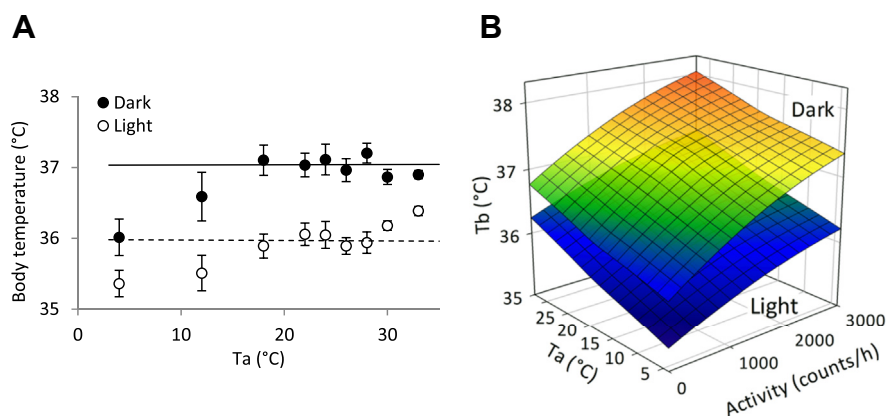 A
B
38
37
36
35
Body temperature (°C)
Dark
Light
0
10
20
30
Ta (°C)
38
37
36
35
Tb (°C)
Dark
Light
25
20
15
10
5
Ta (°C)
0
1000
2000
3000
Activity (counts/h)